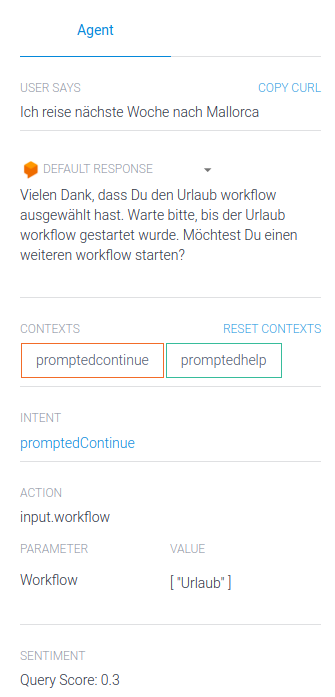 Agent
USER SAYS COPY CURL
Ich reise nächste Woche nach Mallorca
DEFAULT RESPONSE
Vielen Dank, dass Du den Urlaub workflow
ausgewählt hast. Warte bitte, bis der Urlaub
workflow gestartet wurde. Möchtest Du einen
weiteren workflow starten?
CONTEXTS RESET CONTEXTS
promptedcontinue promptedhelp
INTENT
promptedContinue
ACTION
input.workflow
PARAMETER VALUE
Workflow [ "Urlaub" ]
SENTIMENT
Query Score: 0.3